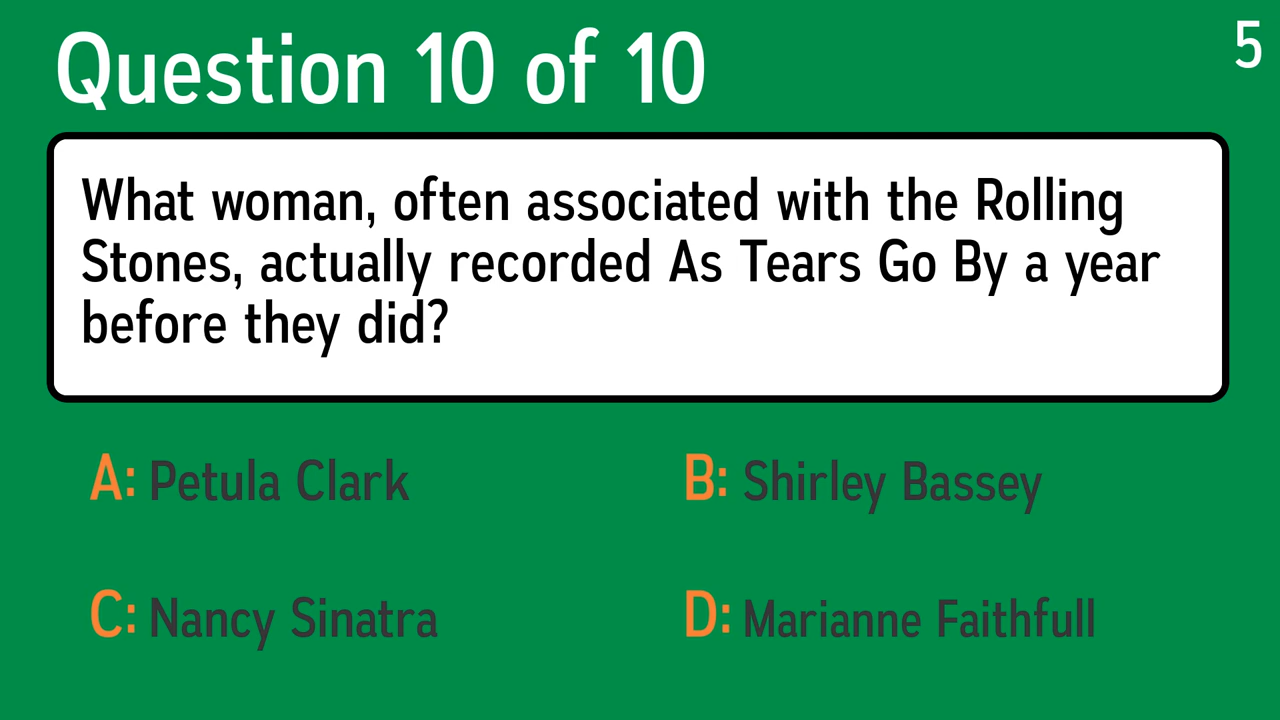 Question 10 of 10
5
What woman, often associated with the Rolling
Stones, actually recorded As Tears Go By a year
before they did?
A: Petula Clark
B: Shirley Bassey
C: Nancy Sinatra
D: Marianne Faithfull